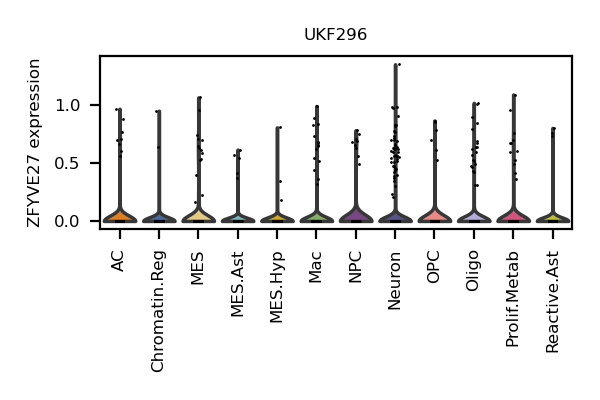 UKF296
ZFYVE27 expression
1.0
0.5
0.0
AC
Chromatin.Reg
MES
MES.Ast
MES.Hyp
Mac
NPC
Neuron
OPC
Oligo
Prolif.Metab
Reactive.Ast